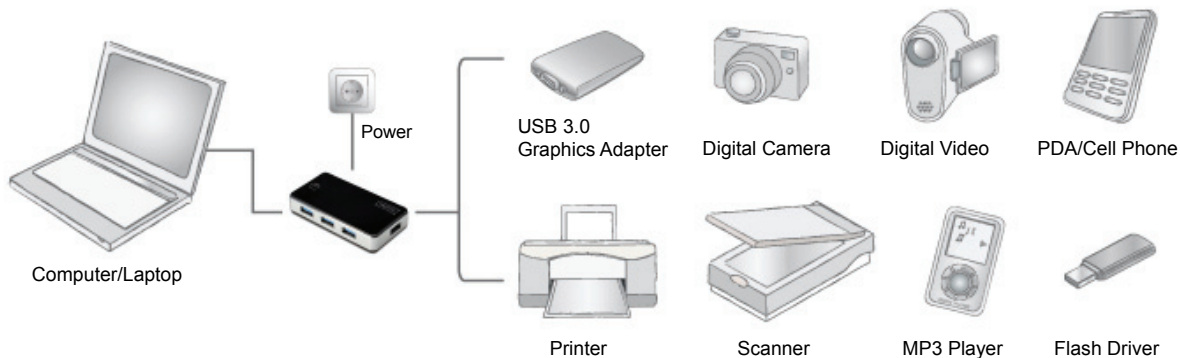 Power
USB 3.0
Graphics Adapter
Digital Camera
Digital Video
PDA/Cell Phone
Computer/Laptop
Printer
Scanner
MP3 Player
Flash Driver